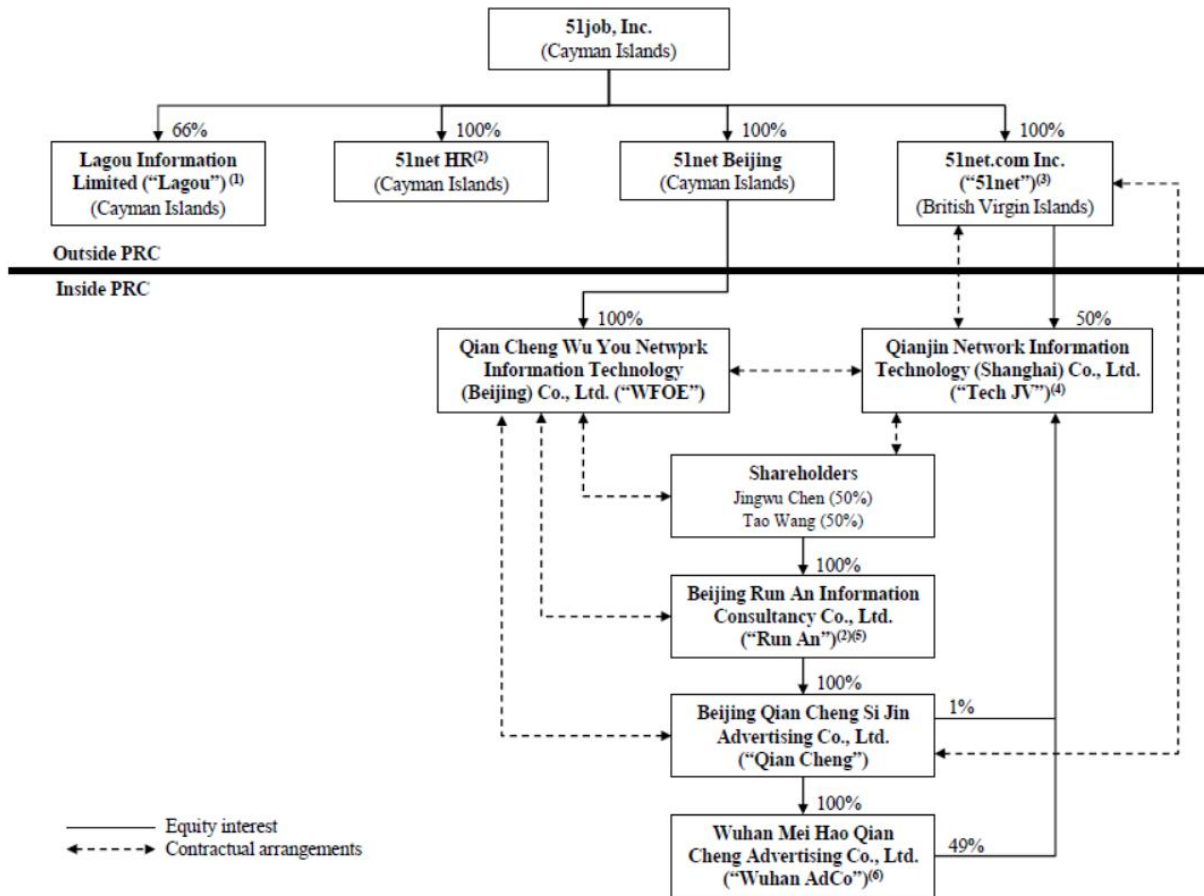 51job, Inc.
(Cayman Islands)
66%
100%
100%
100%
Lagou Information
Limited (“Lagou”) (1)
(Cayman Islands)
51net HR(2)
(Cayman Islands)
51net Beijing
(Cayman Islands)
51net.com Inc.
(“51net”)(3)
(British Virgin Islands)
Outside PRC
Inside PRC
100%
50%
Qian Cheng Wu You Network
Information Technology
(Beijing) Co., Ltd. (“WFOE”)
Qianjin Network Information
Technology (Shanghai) Co., Ltd.
(“Tech JV”)(4)
Shareholders
Jingwu Chen (50%)
Tao Wang (50%)
100%
Beijing Run An Information
Consultancy Co., Ltd.
(“Run An”)(2)(5)
100%
Beijing Qian Cheng Si Jin
Advertising Co., Ltd.
(“Qian Cheng”)
1%
100%
Wuhan Mei Hao Qian
Cheng Advertising Co., Ltd.
(“Wuhan AdCo”)(6)
49%
Equity interest
Contractual arrangements